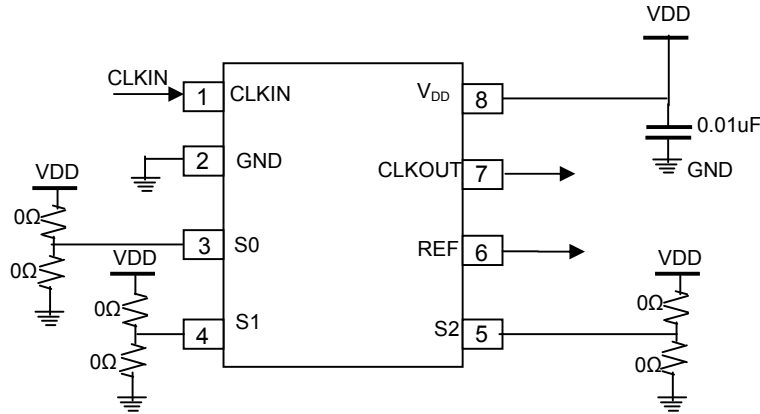 VDD
CLKIN
1
CLKIN
V_DD
8
0.01uF
2
GND
CLKOUT
7
GND
VDD
0Ω
0Ω
3
S0
REF
6
VDD
VDD
0Ω
0Ω
4
S1
S2
5
0Ω
0Ω